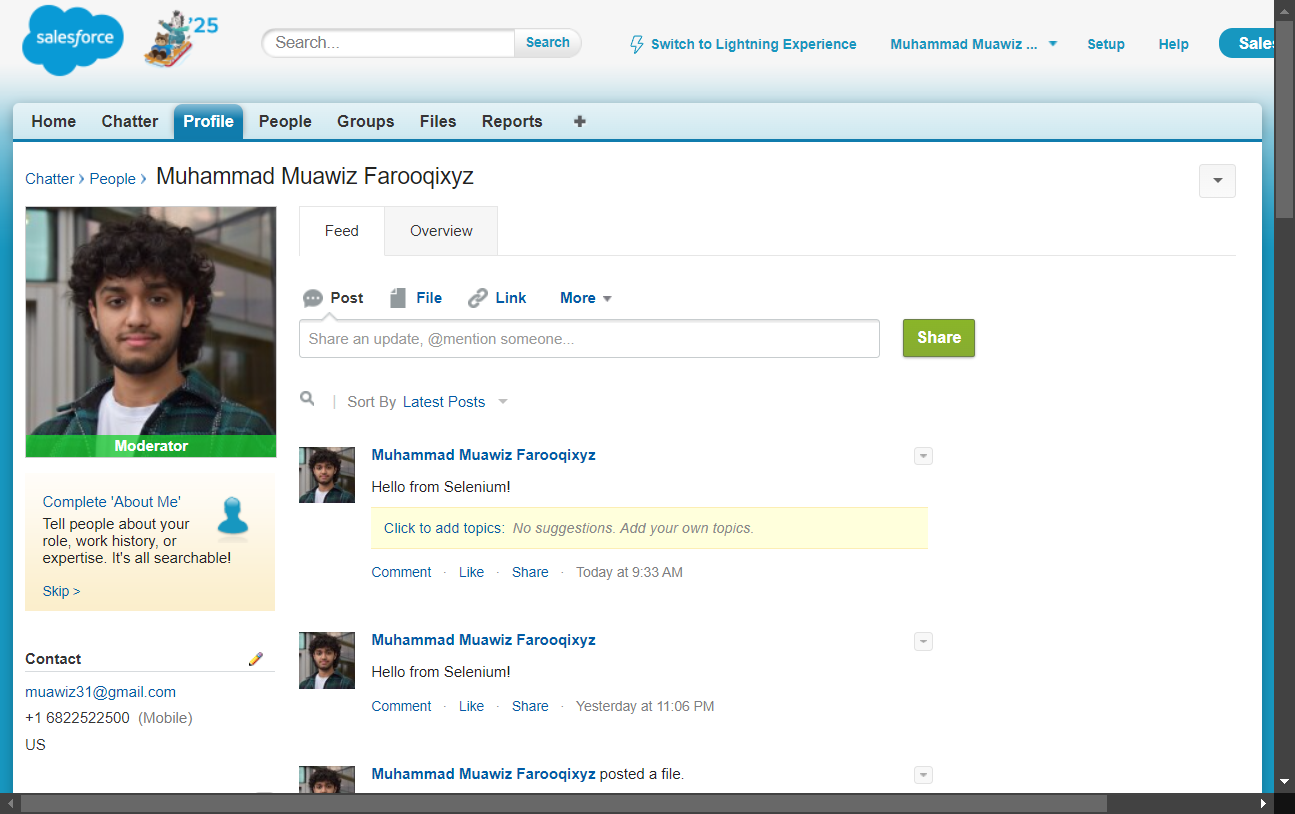 salesforce
'25
Search...
Search
Switch to Lightning Experience
Muhammad Muawiz ...
Setup
Help
Sales
Home
Chatter
Profile
People
Groups
Files
Reports
Chatter › People › Muhammad Muawiz Farooqixyz
Feed
Overview
Post
File
Link
More
Share an update, @mention someone...
Share
Sort By Latest Posts
Moderator
Complete 'About Me'
Tell people about your
role, work history, or
expertise. It's all searchable!
Skip >
Contact
muawiz31@gmail.com
+1 6822522500 (Mobile)
US
Muhammad Muawiz Farooqixyz
Hello from Selenium!
Click to add topics: No suggestions. Add your own topics.
Comment · Like · Share · Today at 9:33 AM
Muhammad Muawiz Farooqixyz
Hello from Selenium!
Comment · Like · Share · Yesterday at 11:06 PM
Muhammad Muawiz Farooqixyz posted a file.